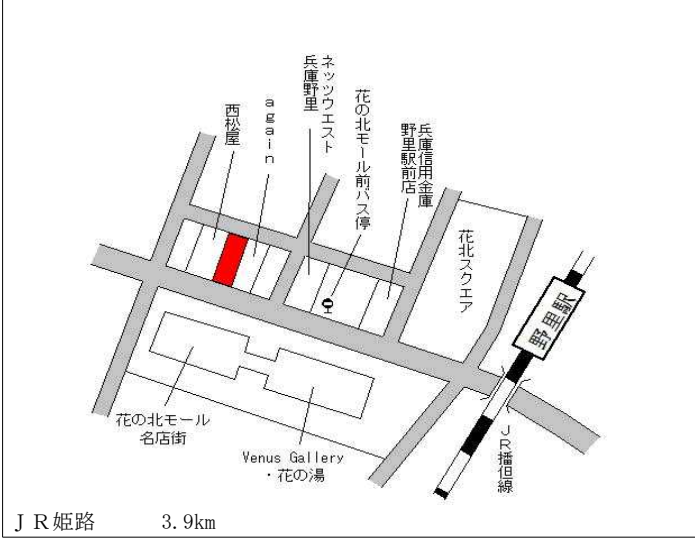 ネッツウエスト
兵庫野里
西松屋
again
花の北モール前バス停
兵庫信用金庫
野里駅前店
花北スクエア
野里駅
花の北モール
名店街
Venus Gallery
・花の湯
JR播但線
ＪＲ姫路　3.9km